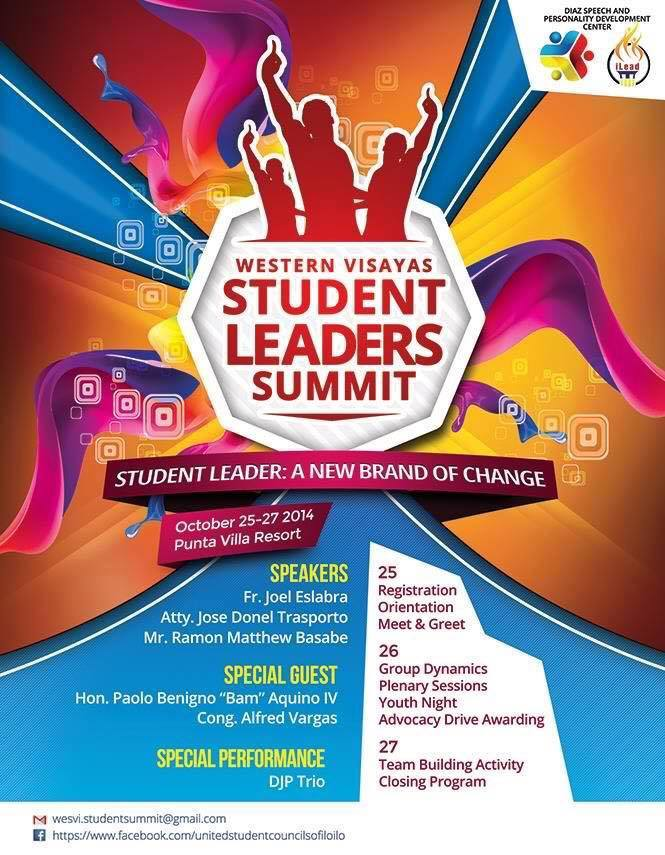 DIAZ SPEECH AND
PERSONALITY DEVELOPMENT
CENTER
iLead
WESTERN VISAYAS
STUDENT
LEADERS
SUMMIT
STUDENT LEADER: A NEW BRAND OF CHANGE
October 25-27 2014
Punta Villa Resort
SPEAKERS
Fr. Joel Eslabra
Atty. Jose Donel Trasporto
Mr. Ramon Matthew Basabe
SPECIAL GUEST
Hon. Paolo Benigno “Bam” Aquino IV
Cong. Alfred Vargas
SPECIAL PERFORMANCE
DJP Trio
25
Registration
Orientation
Meet & Greet
26
Group Dynamics
Plenary Sessions
Youth Night
Advocacy Drive Awarding
27
Team Building Activity
Closing Program
wesvi.studentsummit@gmail.com
https://www.facebook.com/unitedstudentcouncilsofiloilo